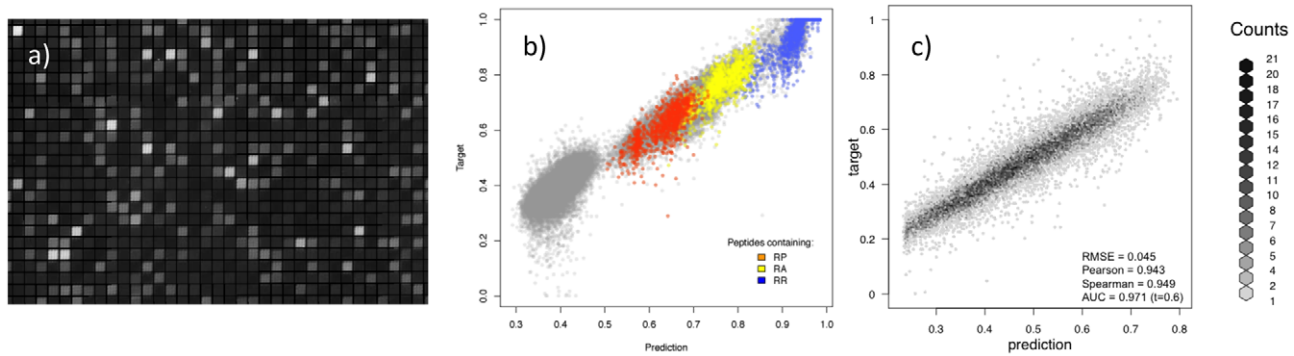 a)
b)
1.0
0.8
0.6
0.4
0.2
0.0
Target
0.3
0.4
0.5
0.6
0.7
0.8
0.9
1.0
Prediction
Peptides containing:
RP
RA
RR
c)
1
0.8
0.6
0.4
0.2
0
target
RMSE = 0.045
Pearson = 0.943
Spearman = 0.949
AUC = 0.971 (t=0.6)
0.3
0.4
0.5
0.6
0.7
0.8
prediction
Counts
21
20
18
17
16
15
14
12
11
10
8
7
6
5
4
2
1